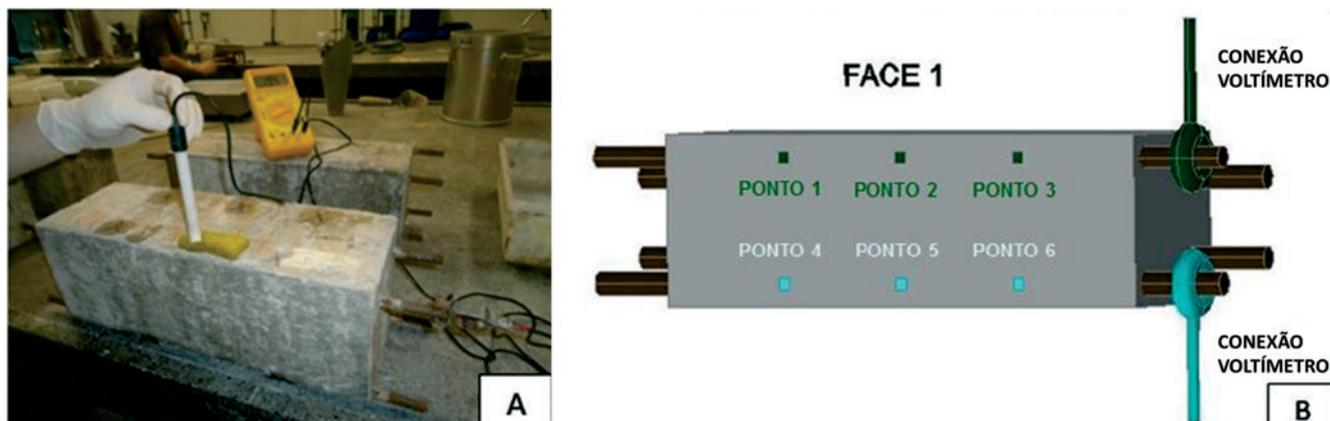 A
FACE 1
CONEXÃO
VOLTÍMETRO
PONTO 1 PONTO 2 PONTO 3
PONTO 4 PONTO 5 PONTO 6
CONEXÃO
VOLTÍMETRO
B